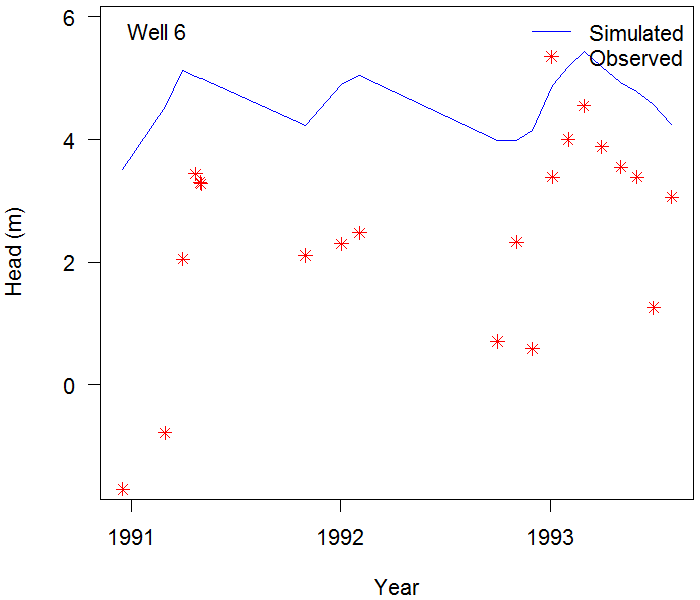 Well 6
Simulated
Observed
6
4
2
0
Head (m)
1991 1992 1993
Year